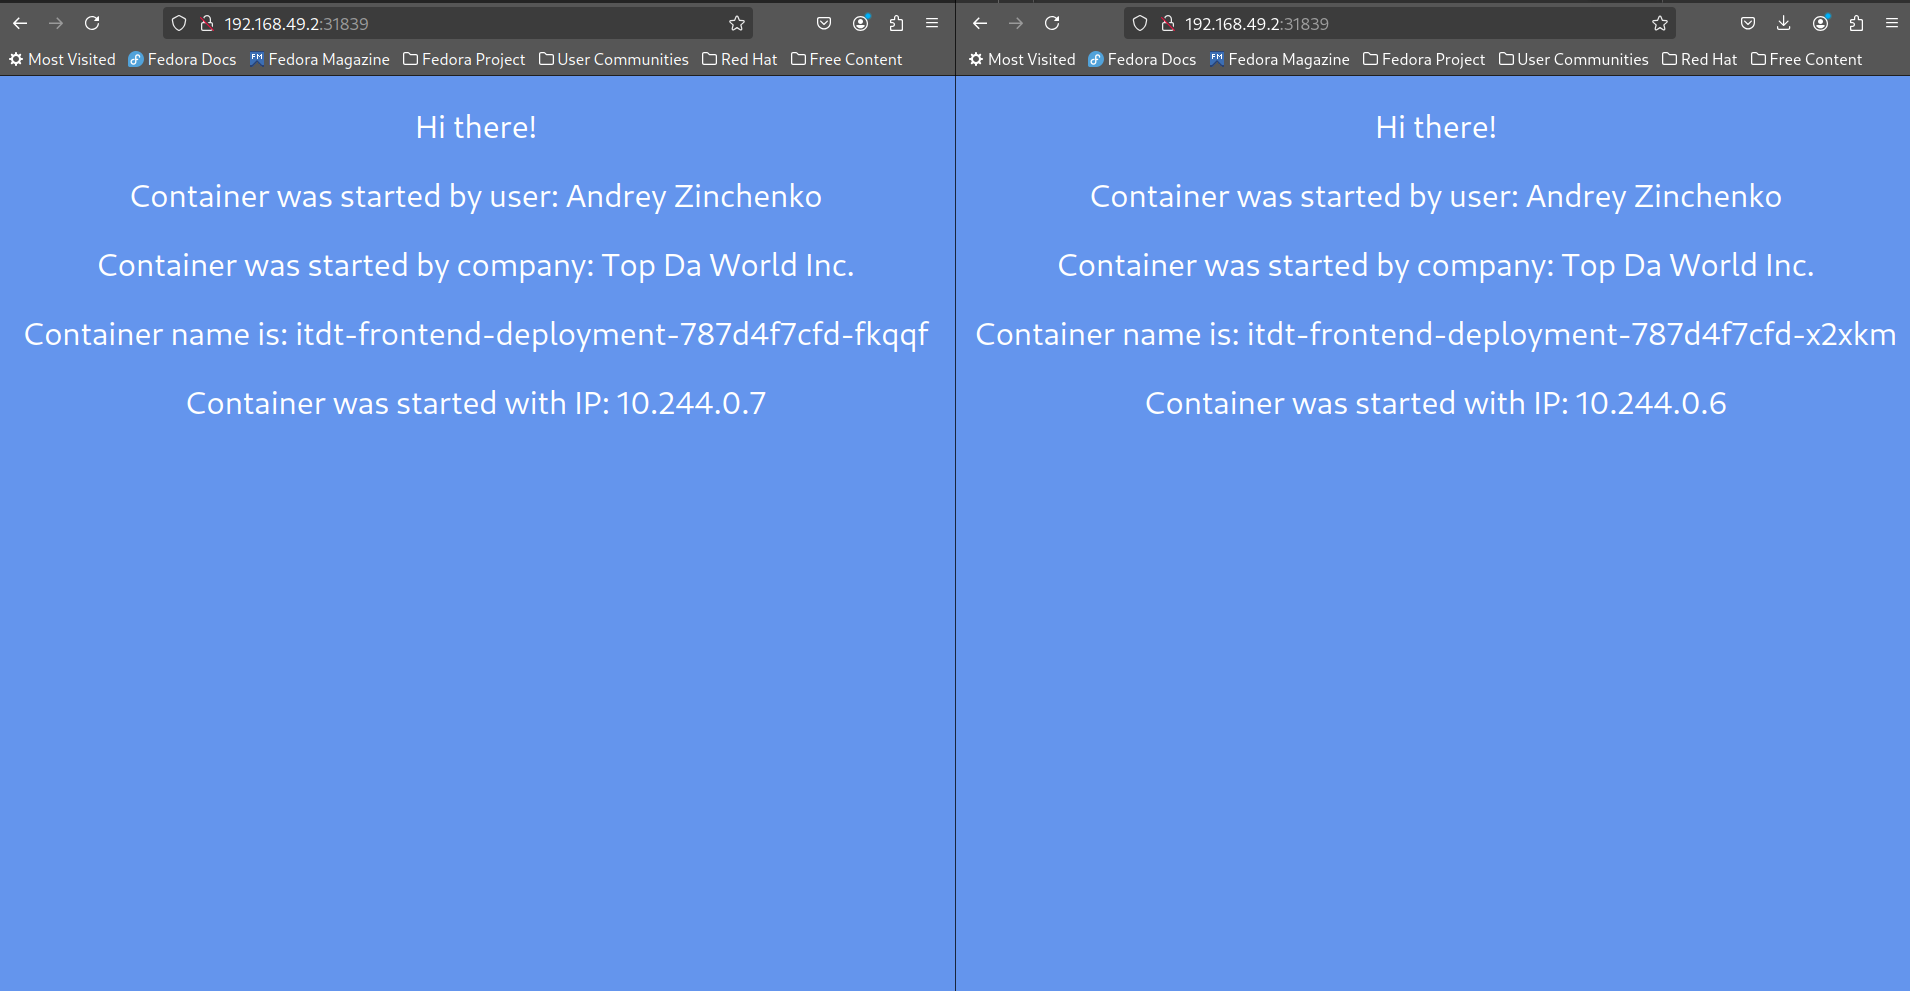 192.168.49.2:31839
Most Visited Fedora Docs FM Fedora Magazine Fedora Project User Communities Red Hat Free Content
Hi there!
Container was started by user: Andrey Zinchenko
Container was started by company: Top Da World Inc.
Container name is: itdt-frontend-deployment-787d4f7cfd-fkqqf
Container was started with IP: 10.244.0.7
192.168.49.2:31839
Most Visited Fedora Docs FM Fedora Magazine Fedora Project User Communities Red Hat Free Content
Hi there!
Container was started by user: Andrey Zinchenko
Container was started by company: Top Da World Inc.
Container name is: itdt-frontend-deployment-787d4f7cfd-x2xkm
Container was started with IP: 10.244.0.6